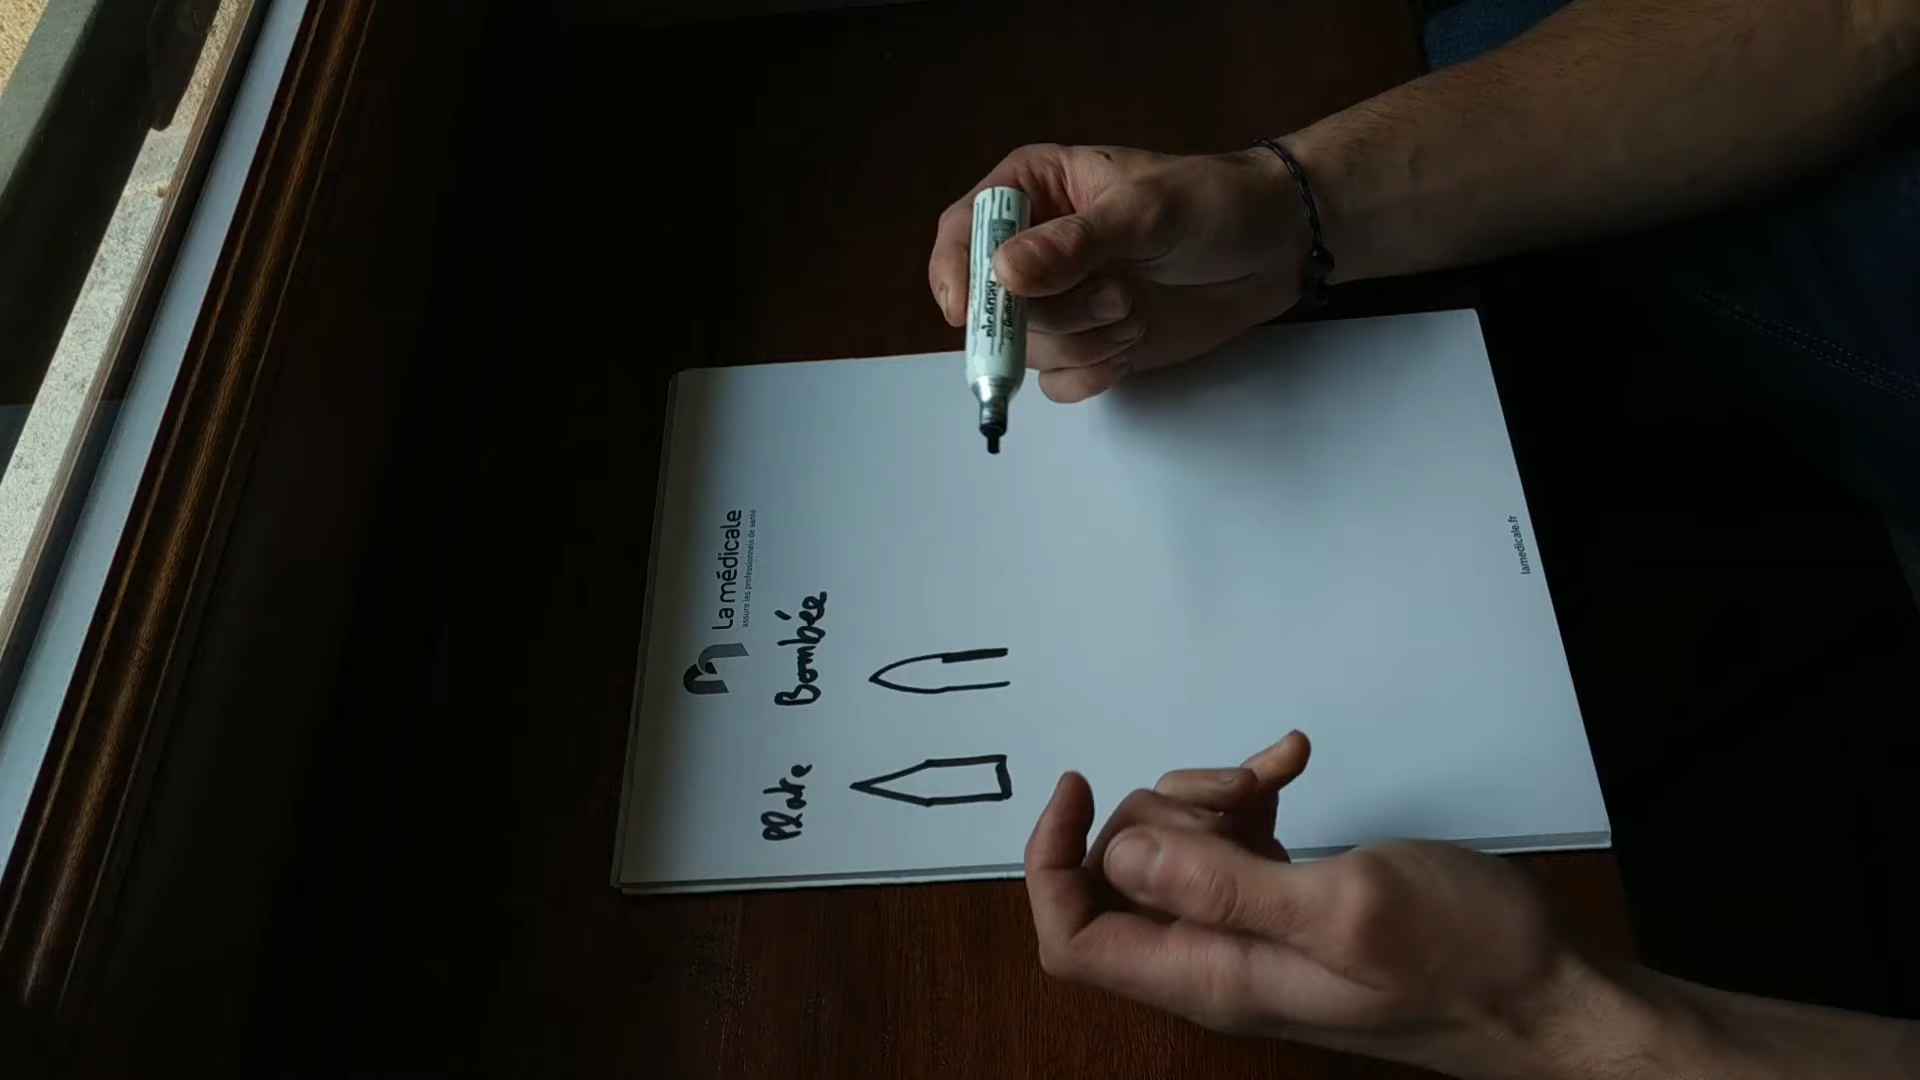 La médicale
assure les professionnels de santé
Plate Bombée
lamedicale.fr